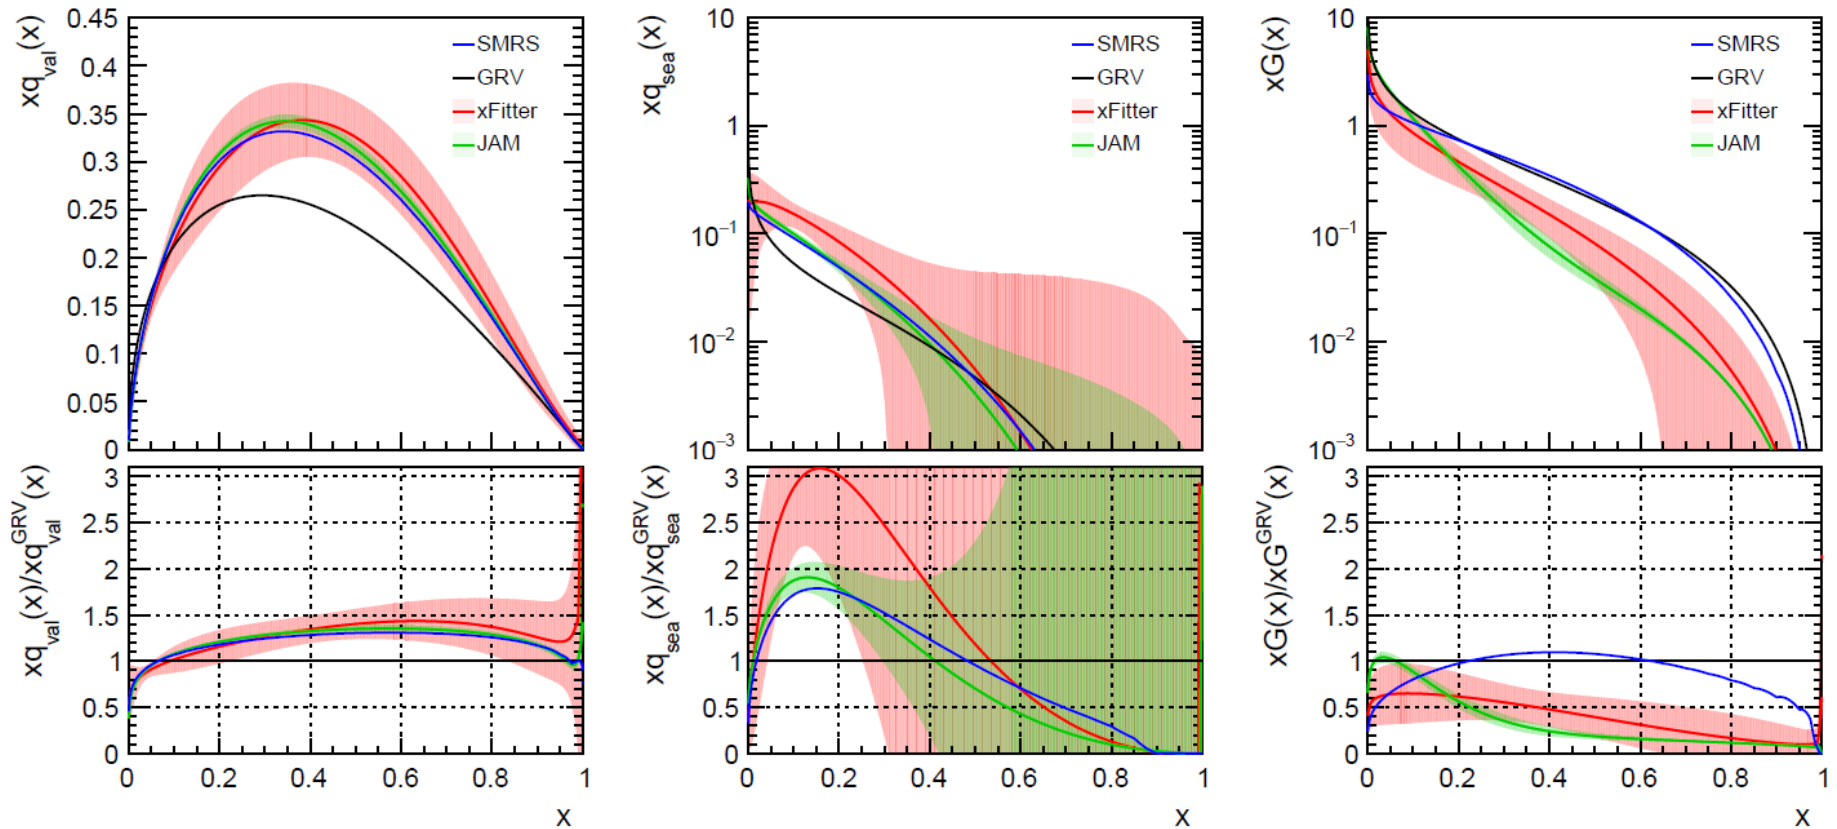 xq_val(x)
0.45
0.4
0.35
0.3
0.25
0.2
0.15
0.1
0.05
0
SMRS
GRV
xFitter
JAM
xq_sea(x)
10
1
10^−1
10^−2
10^−3
SMRS
GRV
xFitter
JAM
xG(x)
10
1
10^−1
10^−2
10^−3
SMRS
GRV
xFitter
JAM
xq_val(x)/xq_val^GRV(x)
3
2.5
2
1.5
1
0.5
0
0 0.2 0.4 0.6 0.8 1
x
xq_sea(x)/xq_sea^GRV(x)
3
2.5
2
1.5
1
0.5
0
0 0.2 0.4 0.6 0.8 1
x
xG(x)/xG^GRV(x)
3
2.5
2
1.5
1
0.5
0
0 0.2 0.4 0.6 0.8 1
x